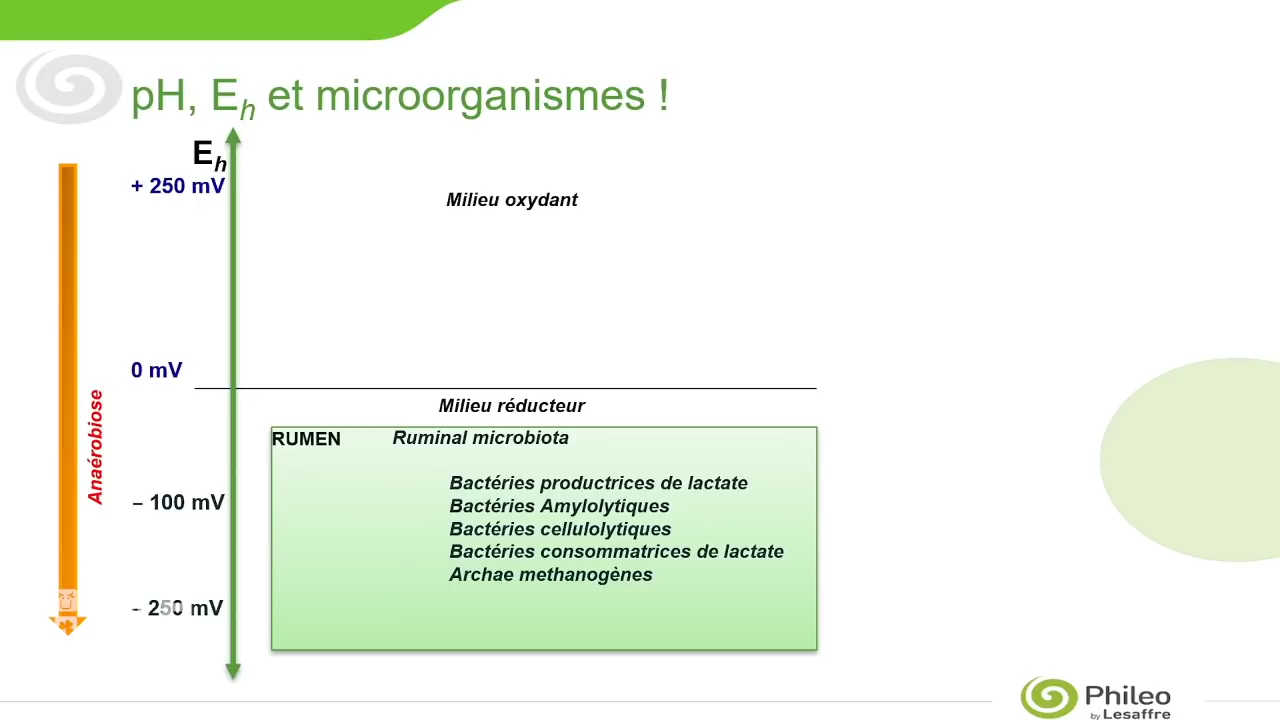 pH, Eh et microorganismes !
Eh
+ 250 mV
Milieu oxydant
0 mV
Milieu réducteur
RUMEN
Ruminal microbiota
Anaérobiose
Bactéries productrices de lactate
– 100 mV
Bactéries Amylolytiques
Bactéries cellulolytiques
Bactéries consommatrices de lactate
Archae methanogènes
- 250 mV
Phileo
by Lesaffre